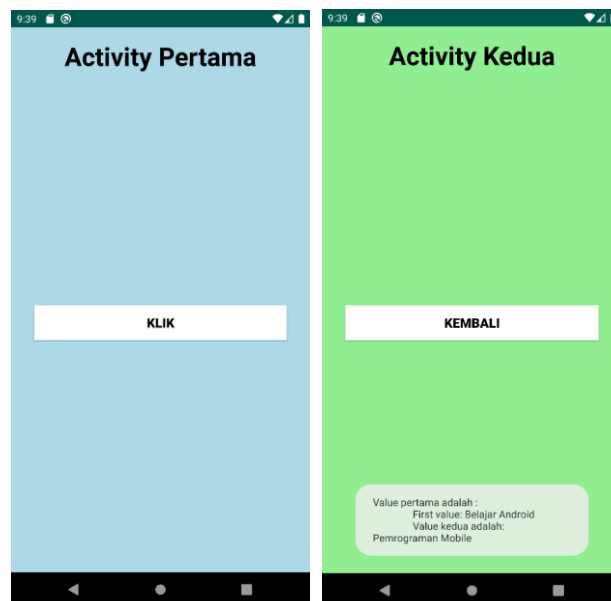 9:39
Activity Pertama
KLIK
9:39
Activity Kedua
KEMBALI
Value pertama adalah :
First value: Belajar Android
Value kedua adalah:
Pemrograman Mobile